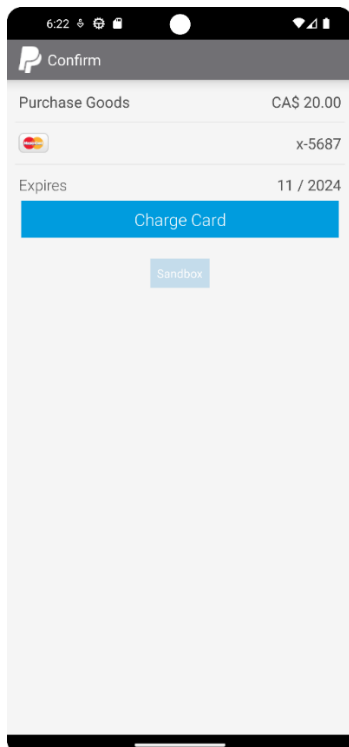 6:22
Confirm
Purchase Goods CA$ 20.00
x-5687
Expires 11 / 2024
Charge Card
Sandbox